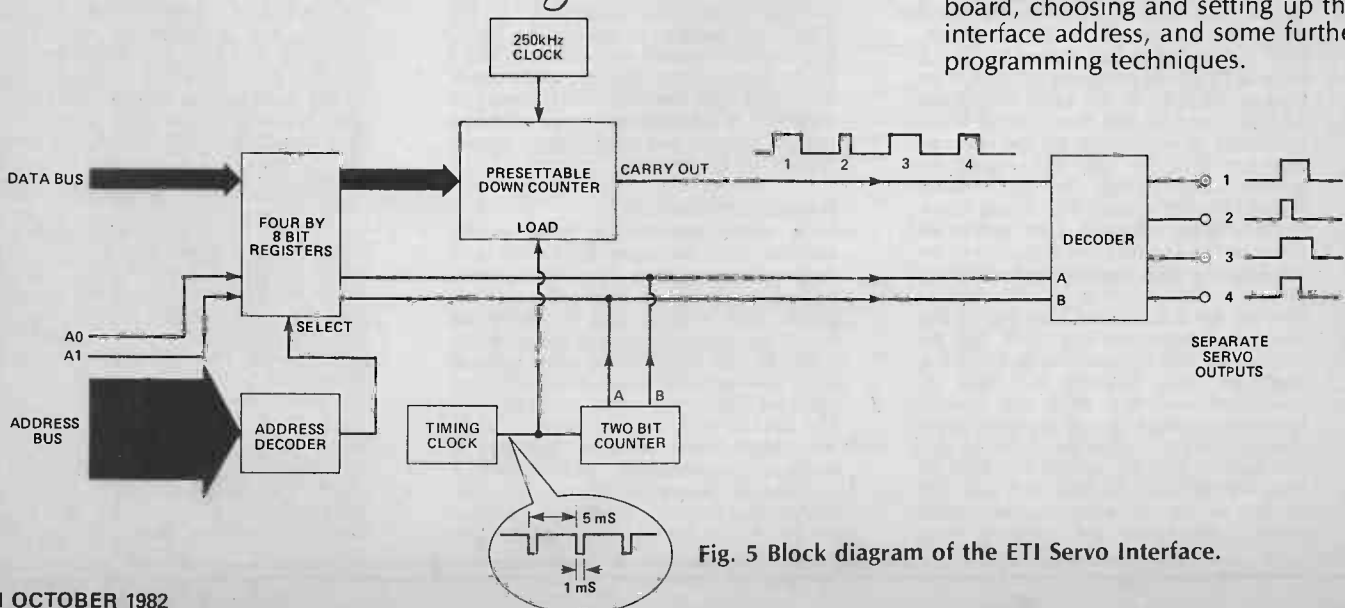 board, choosing and setting up th
interface address, and some furthe
programming techniques.
250kHz
CLOCK
DATA BUS
FOUR BY
8 BIT
REGISTERS
PRESETTABLE
DOWN COUNTER
LOAD
CARRY OUT
1 2 3 4
DECODER
A
B
1
2
3
4
SEPARATE
SERVO
OUTPUTS
SELECT
A0
A1
ADDRESS
BUS
ADDRESS
DECODER
TIMING
CLOCK
A B
TWO BIT
COUNTER
5 mS
1 mS
Fig. 5 Block diagram of the ETI Servo Interface.
OCTOBER 1982